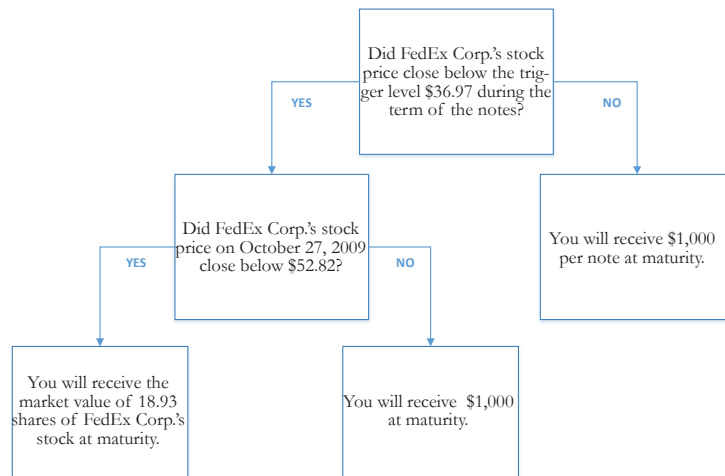 Did FedEx Corp.'s stock
price close below the trig-
ger level $36.97 during the
term of the notes?
YES
NO
Did FedEx Corp.'s stock
price on October 27, 2009
close below $52.82?
You will receive $1,000
per note at maturity.
YES
NO
You will receive the
market value of 18.93
shares of FedEx Corp.'s
stock at maturity.
You will receive $1,000
at maturity.